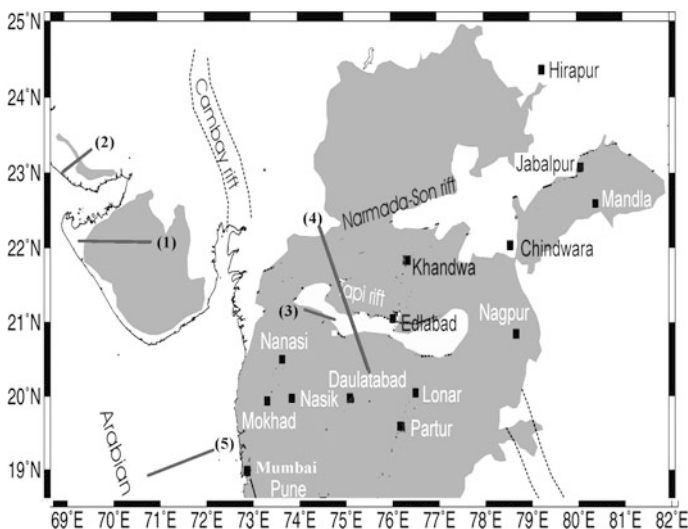 25°N
24°N
23°N
22°N
21°N
20°N
19°N
69°E 70°E 71°E 72°E 73°E 74°E 75°E 76°E 77°E 78°E 79°E 80°E 81°E 82°E
Hirapur
Cambay rift
(2)
Jabalpur
Mandla
Narmada-Son rift
(4)
(1)
Chindwara
Khandwa
Tapi rift
(3)
Edlabad
Nagpur
Nanasi
Daulatabad
Lonar
Nasik
Mokhad
Arabian
(5)
Partur
Mumbai
Pune